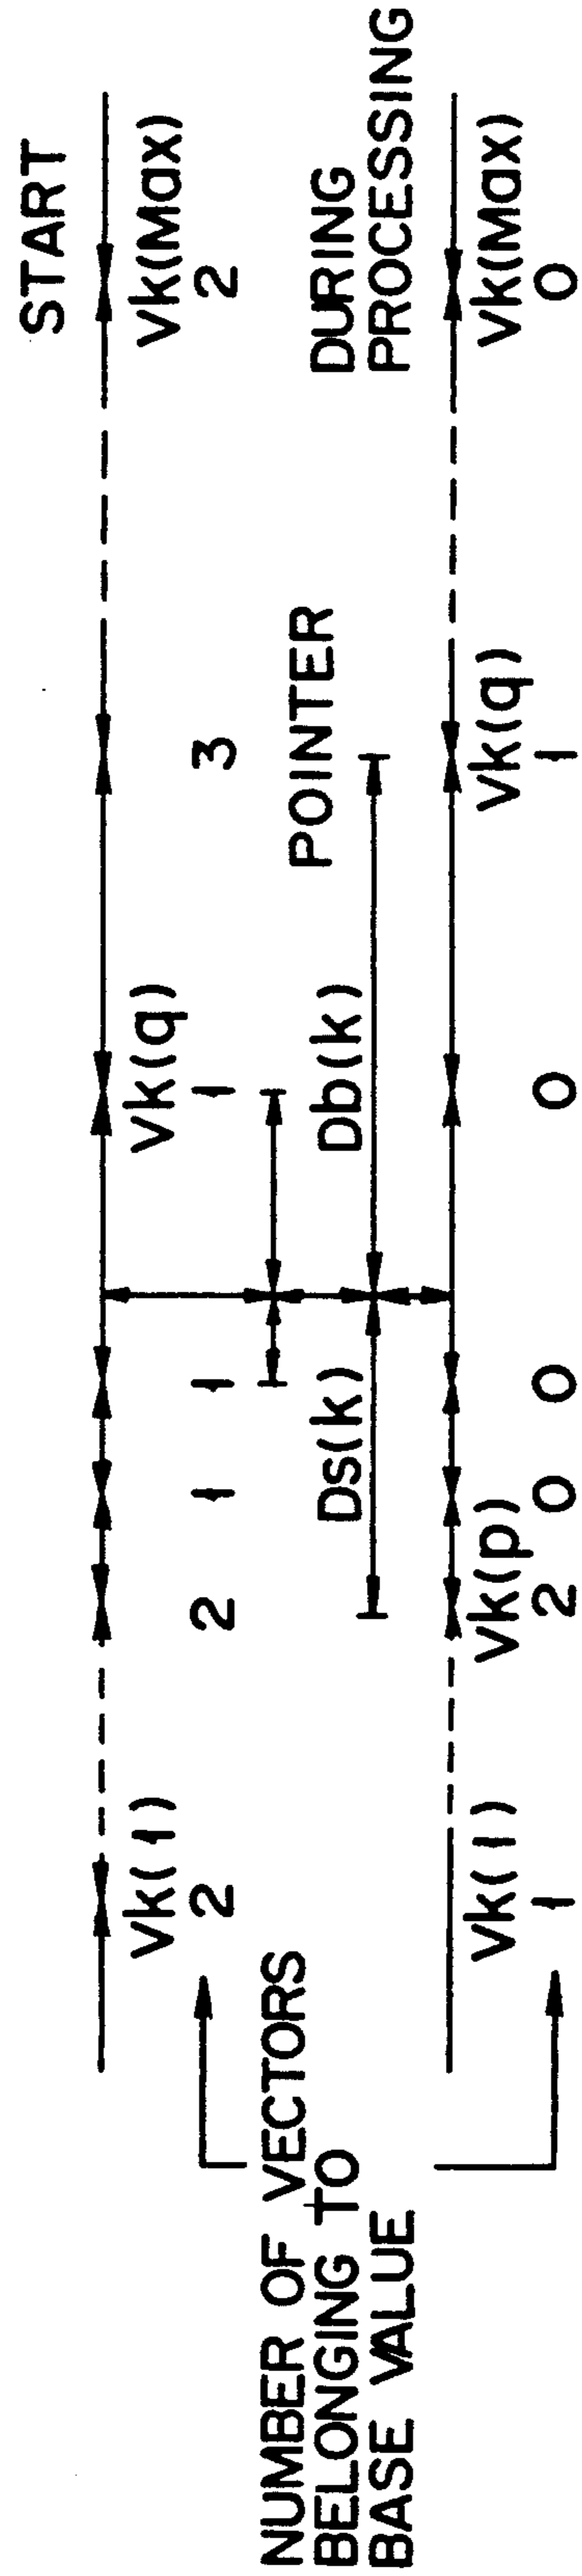 START
Vk(1) Vk(q) Vk(Max)
2 2 1 1 1 3 2
NUMBER OF VECTORS
BELONGING TO
BASE VALUE
POINTER
Ds(k) Db(k)
DURING
PROCESSING
Vk(1) Vk(p) Vk(q) Vk(Max)
1 2 0 0 0 1 0